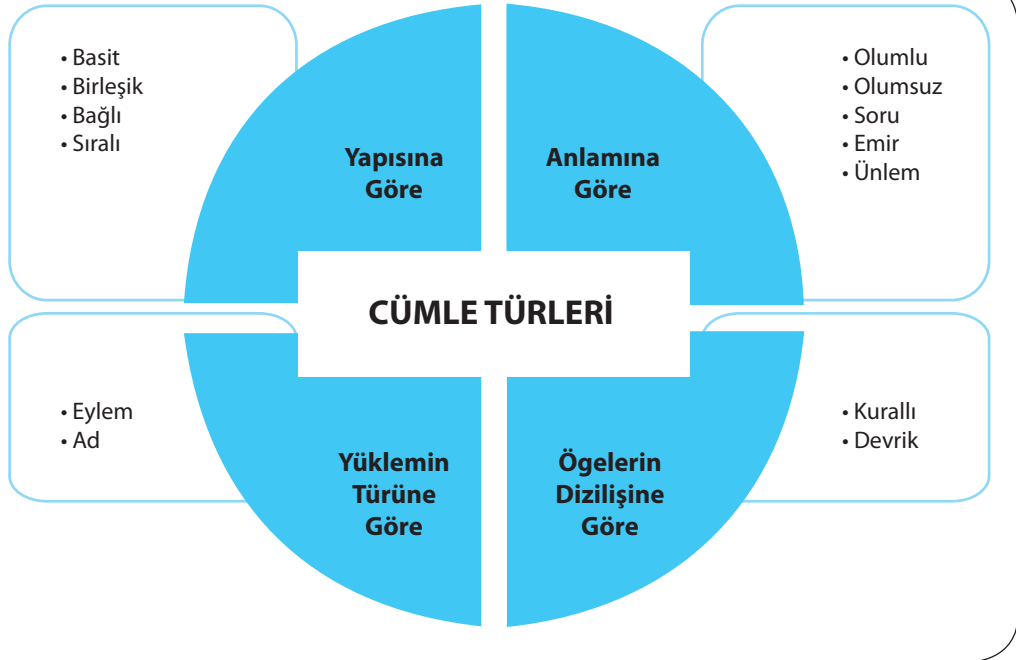 • Basit
• Birleşik
• Bağlı
• Sıralı
Yapısına
Göre
Anlamına
Göre
• Olumlu
• Olumsuz
• Soru
• Emir
• Ünlem
CÜMLE TÜRLERİ
• Eylem
• Ad
Yüklemin
Türüne
Göre
Ögelerin
Dizilişine
Göre
• Kurallı
• Devrik